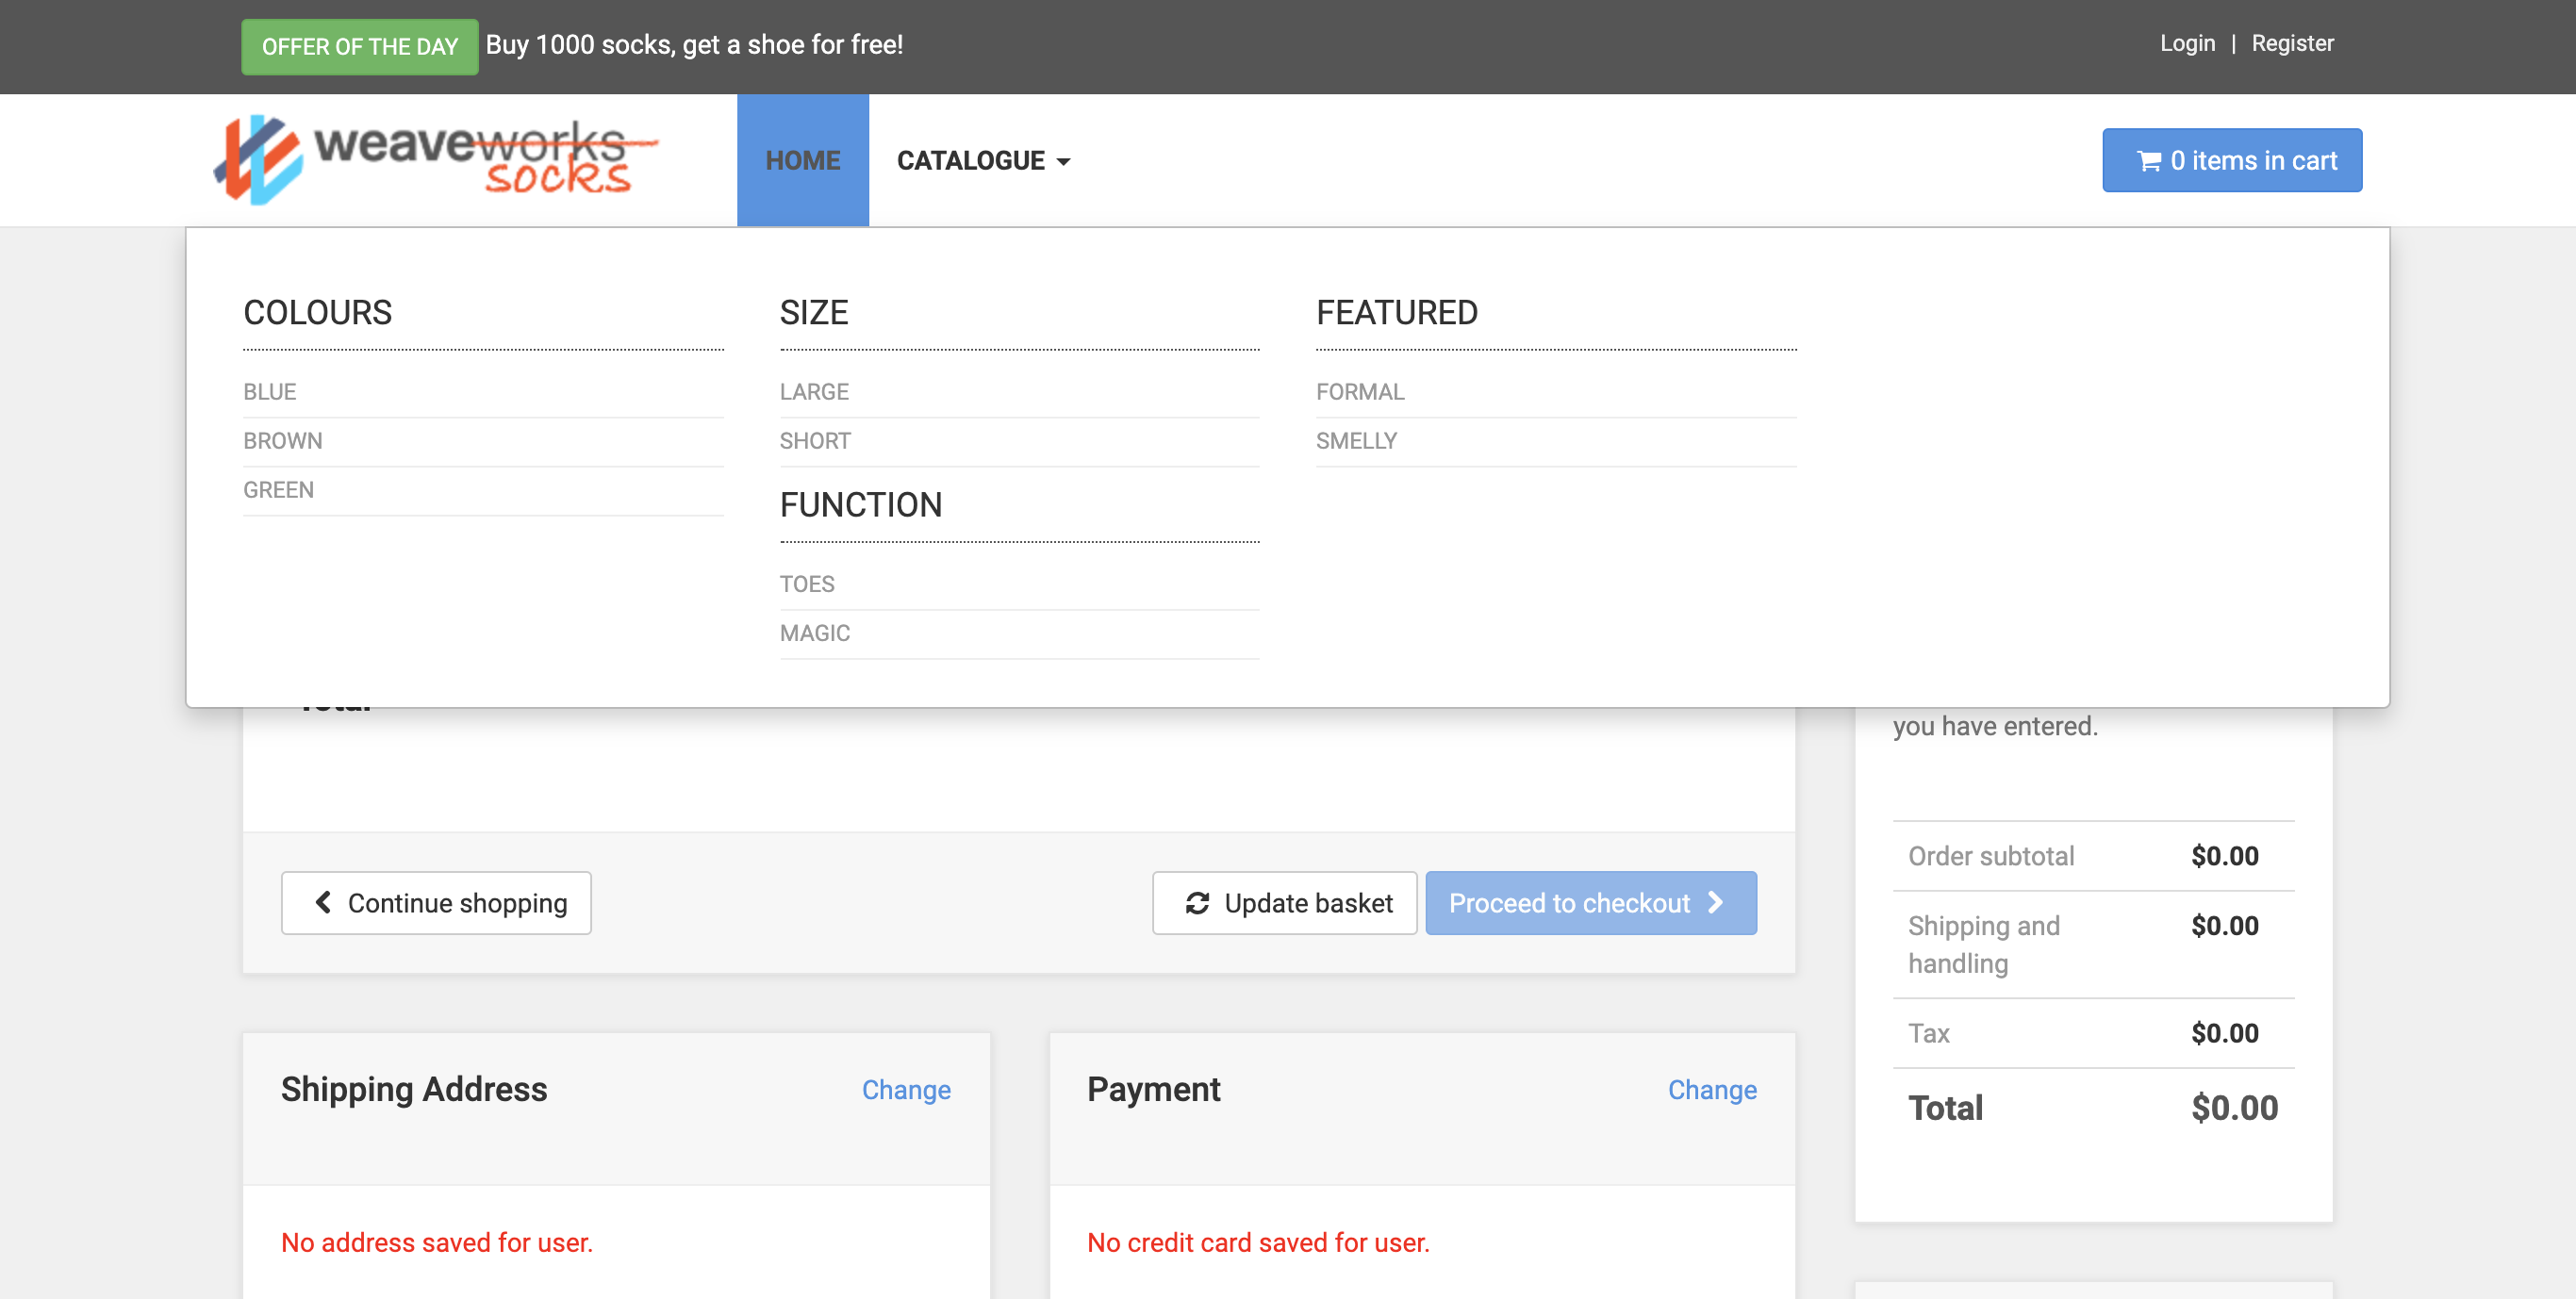 OFFER OF THE DAY Buy 1000 socks, get a shoe for free!
Login | Register
weaveworks
socks
HOME
CATALOGUE
0 items in cart
COLOURS
BLUE
BROWN
GREEN
SIZE
LARGE
SHORT
FUNCTION
TOES
MAGIC
FEATURED
FORMAL
SMELLY
Total
Continue shopping
Update basket
Proceed to checkout
you have entered.
Order subtotal $0.00
Shipping and $0.00
handling
Tax $0.00
Total $0.00
Shipping Address
Change
No address saved for user.
Payment
Change
No credit card saved for user.